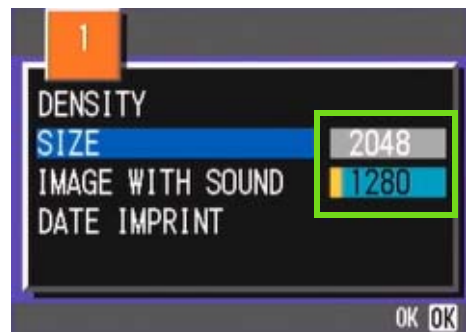 1
DENSITY
SIZE 2048
IMAGE WITH SOUND 1280
DATE IMPRINT
OK OK